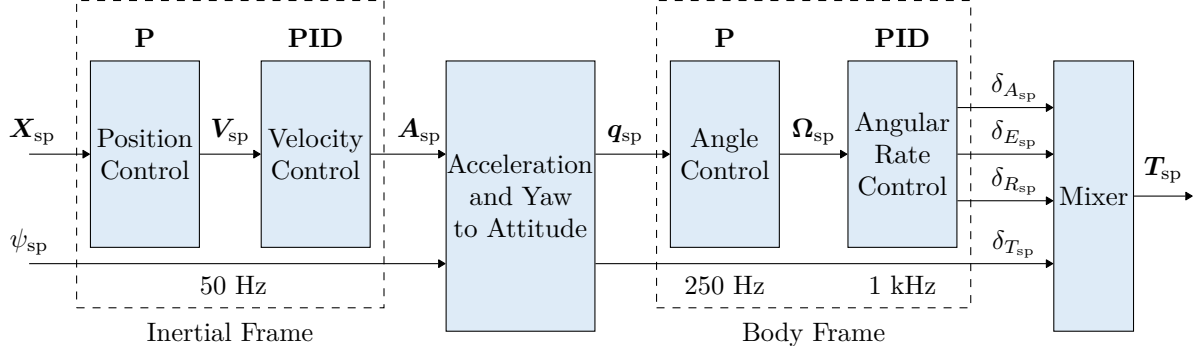 P
PID
P
PID
X_sp
Position
Control
V_sp
Velocity
Control
A_sp
Acceleration
and Yaw
to Attitude
q_sp
Angle
Control
Ω_sp
Angular
Rate
Control
δ_A_sp
δ_E_sp
δ_R_sp
δ_T_sp
Mixer
T_sp
ψ_sp
50 Hz
250 Hz
1 kHz
Inertial Frame
Body Frame